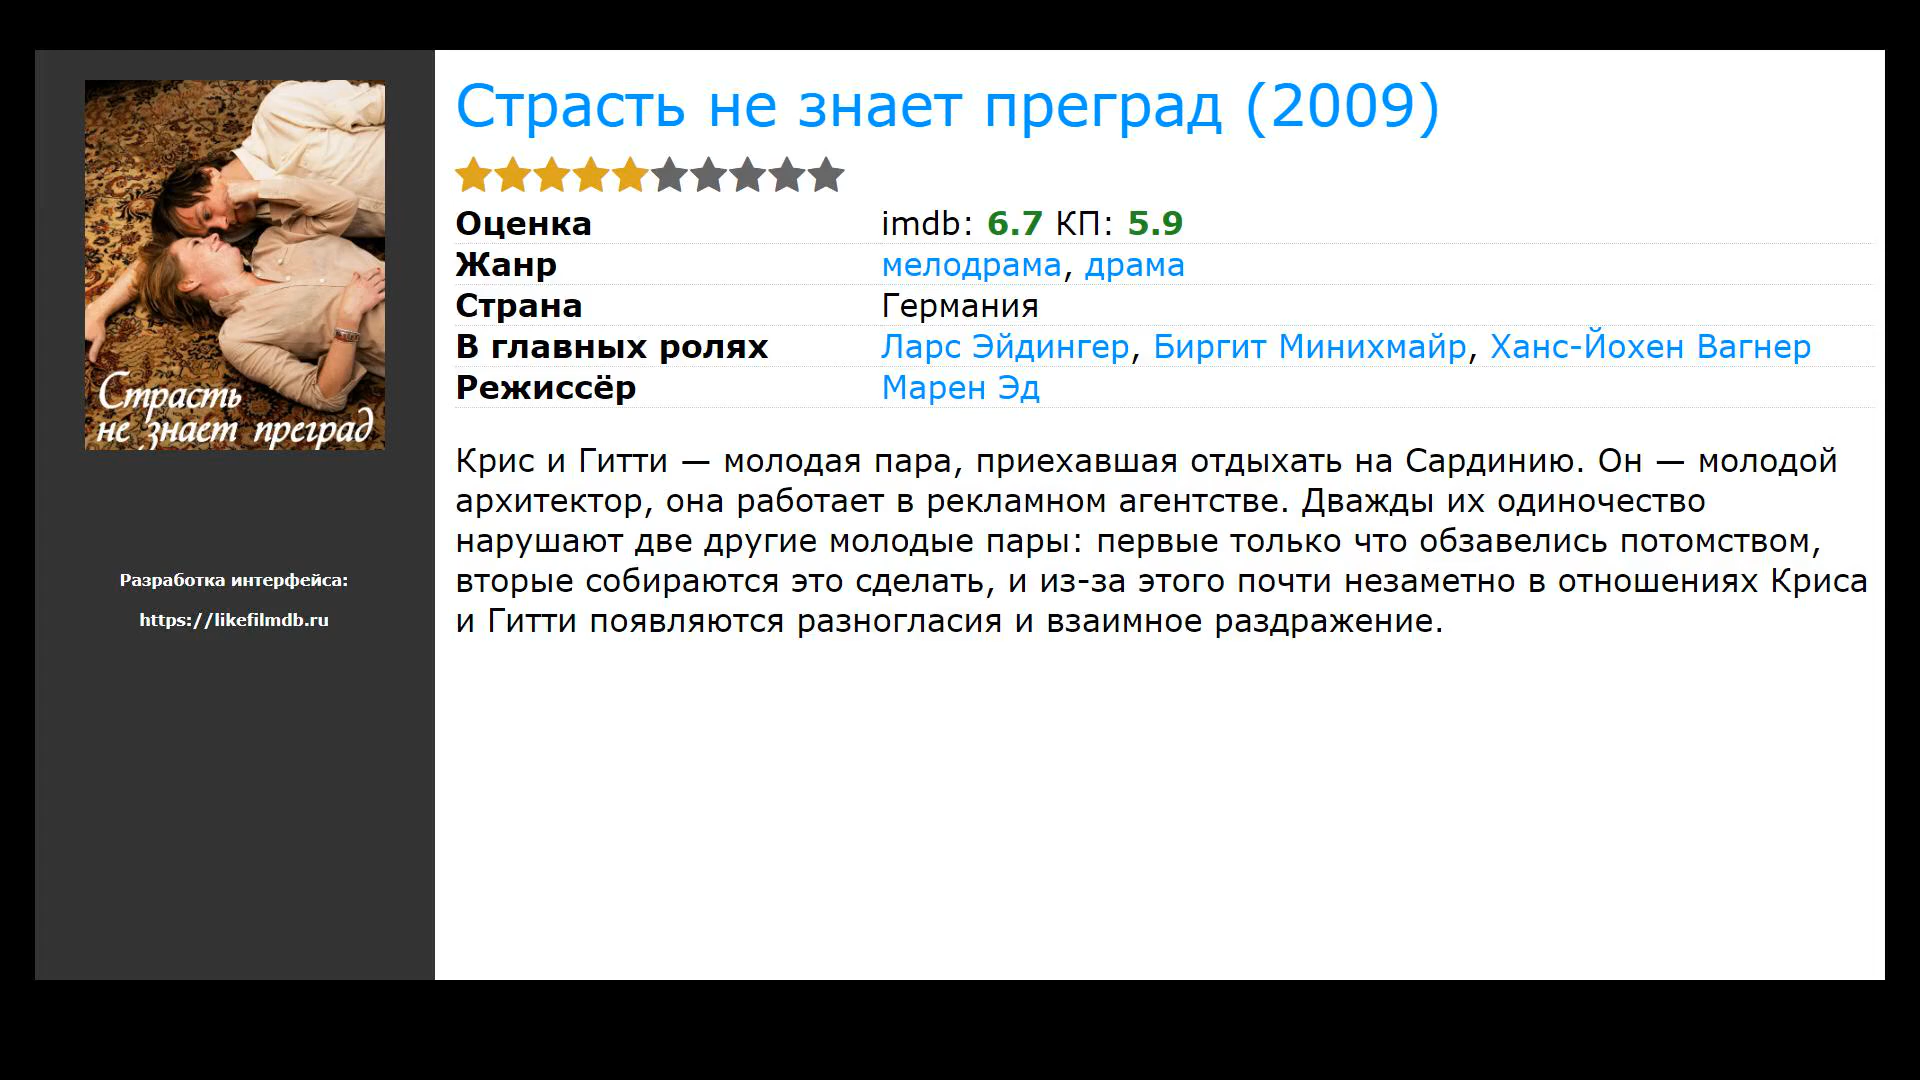 Страсть
не знает преград
Разработка интерфейса:
https://likefilmdb.ru
Страсть не знает преград (2009)
Оценка imdb: 6.7 КП: 5.9
Жанр мелодрама, драма
Страна Германия
В главных ролях Ларс Эйдингер, Биргит Минихмайр, Ханс-Йохен Вагнер
Режиссёр Марен Эд
Крис и Гитти — молодая пара, приехавшая отдыхать на Сардинию. Он — молодой
архитектор, она работает в рекламном агентстве. Дважды их одиночество
нарушают две другие молодые пары: первые только что обзавелись потомством,
вторые собираются это сделать, и из-за этого почти незаметно в отношениях Криса
и Гитти появляются разногласия и взаимное раздражение.